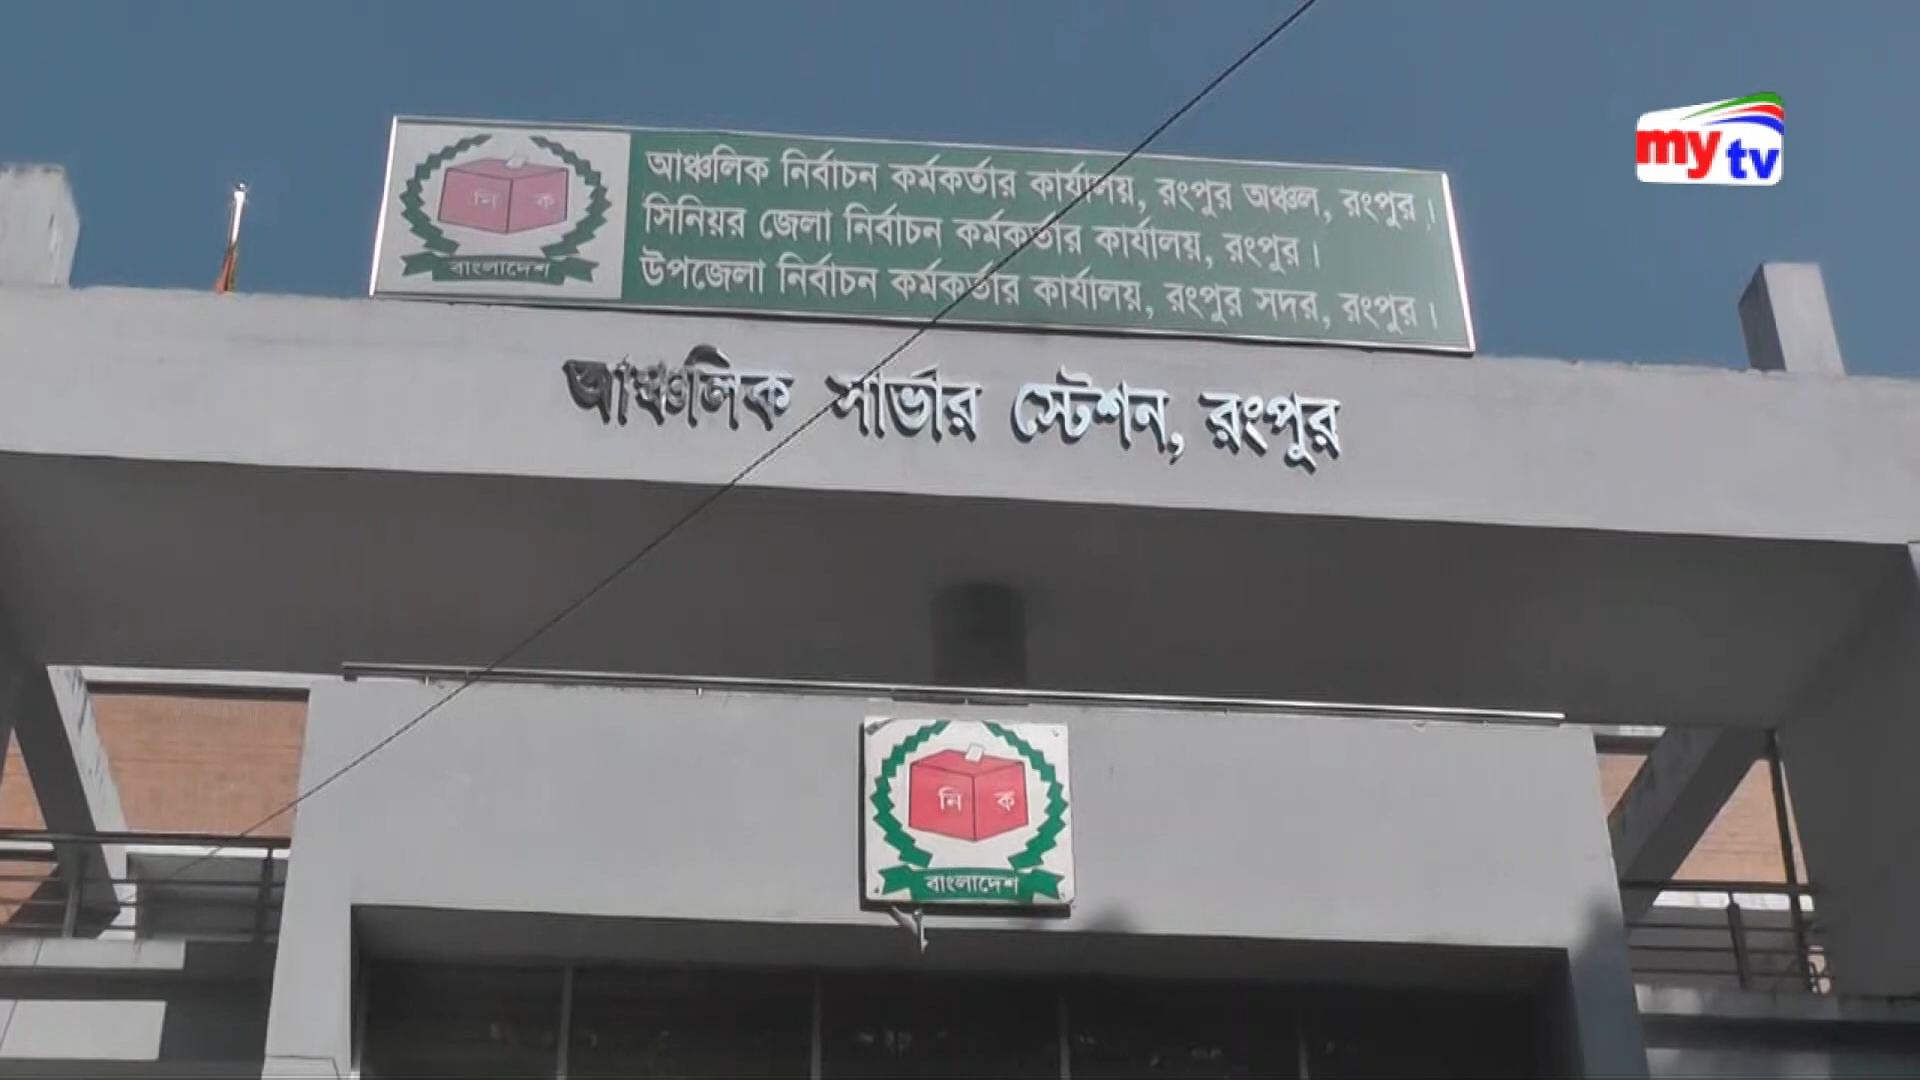 my tv
নি ক
বাংলাদেশ
আঞ্চলিক নির্বাচন কর্মকর্তার কার্যালয়, রংপুর অঞ্চল, রংপুর।
সিনিয়র জেলা নির্বাচন কর্মকর্তার কার্যালয়, রংপুর।
উপজেলা নির্বাচন কর্মকর্তার কার্যালয়, রংপুর সদর, রংপুর।
আঞ্চলিক সার্ভার স্টেশন, রংপুর
নি ক
বাংলাদেশ